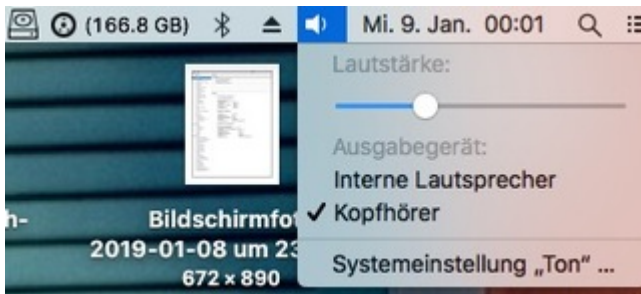 (166.8 GB) Mi. 9. Jan. 00:01
Lautstärke:
Ausgabegerät:
Interne Lautsprecher
✓ Kopfhörer
Systemeinstellung „Ton“ ...
h-
Bildschirmfot
2019-01-08 um 23
672 × 890